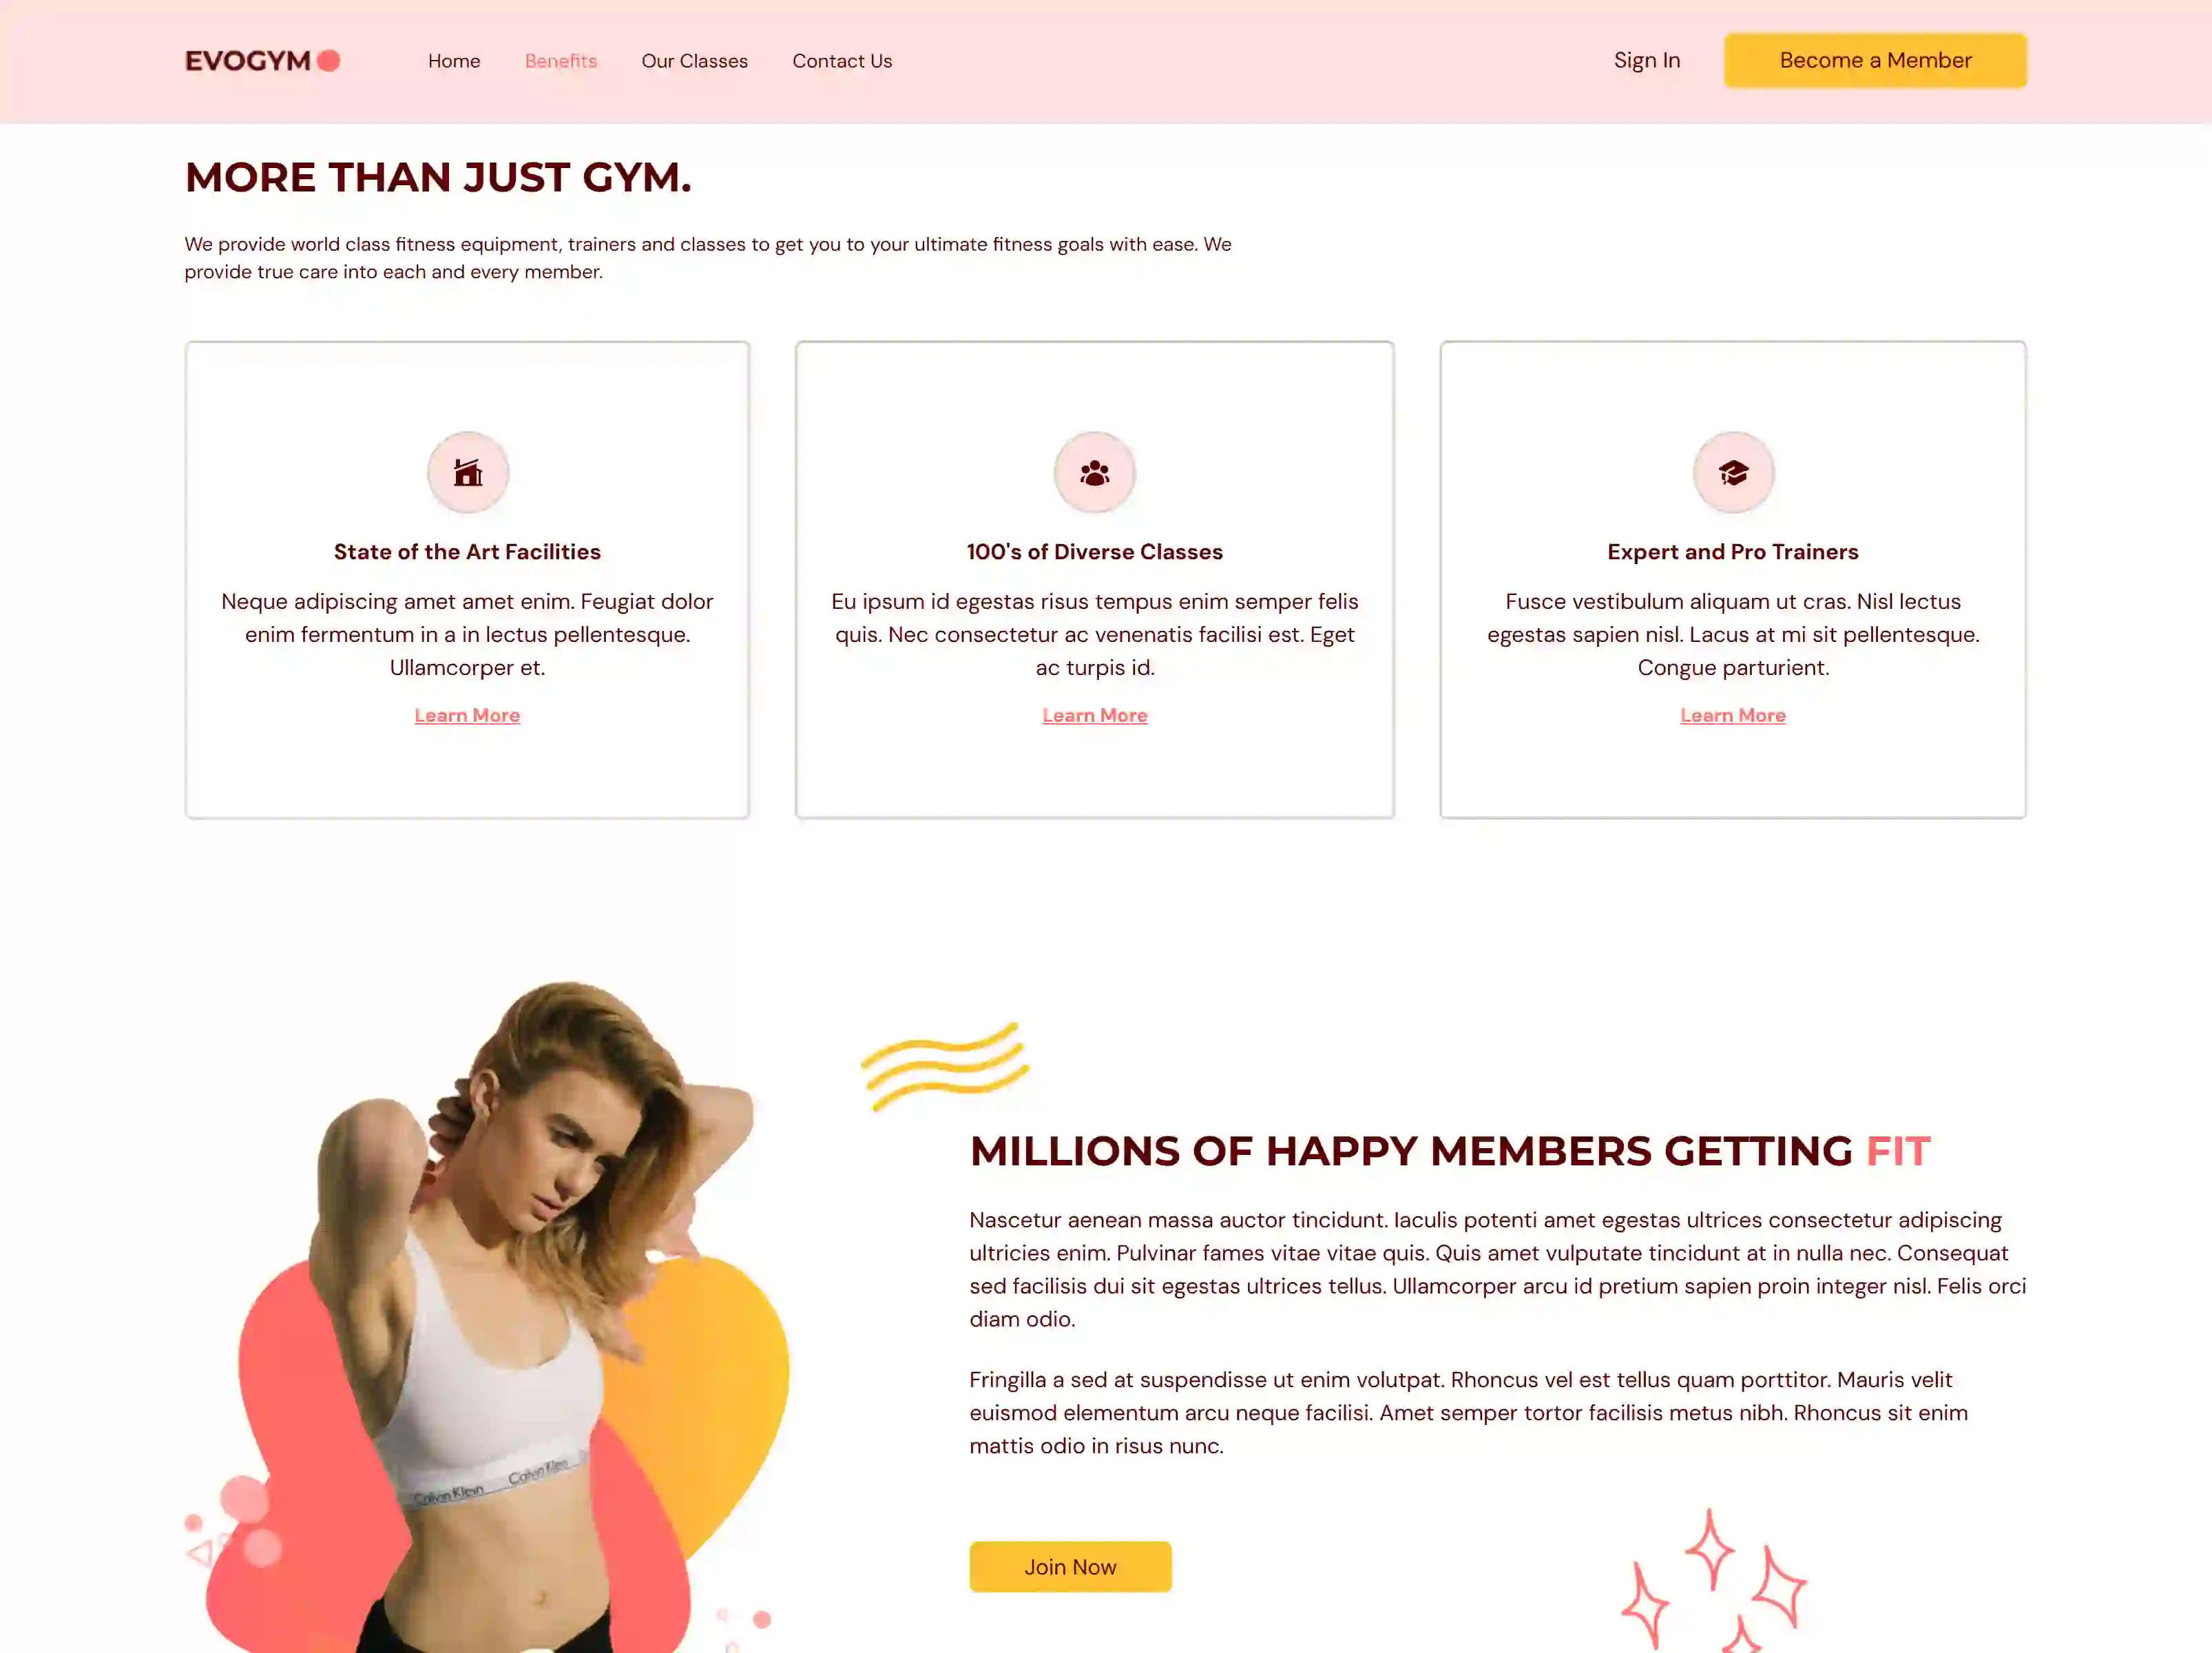 EVOGYM
Home
Benefits
Our Classes
Contact Us
Sign In
Become a Member
MORE THAN JUST GYM.
We provide world class fitness equipment, trainers and classes to get you to your ultimate fitness goals with ease. We
provide true care into each and every member.
State of the Art Facilities
Neque adipiscing amet amet enim. Feugiat dolor
enim fermentum in a in lectus pellentesque.
Ullamcorper et.
Learn More
100's of Diverse Classes
Eu ipsum id egestas risus tempus enim semper felis
quis. Nec consectetur ac venenatis facilisi est. Eget
ac turpis id.
Learn More
Expert and Pro Trainers
Fusce vestibulum aliquam ut cras. Nisl lectus
egestas sapien nisl. Lacus at mi sit pellentesque.
Congue parturient.
Learn More
MILLIONS OF HAPPY MEMBERS GETTING FIT
Nascetur aenean massa auctor tincidunt. Iaculis potenti amet egestas ultrices consectetur adipiscing
ultricies enim. Pulvinar fames vitae vitae quis. Quis amet vulputate tincidunt at in nulla nec. Consequat
sed facilisis dui sit egestas ultrices tellus. Ullamcorper arcu id pretium sapien proin integer nisl. Felis orci
diam odio.
Fringilla a sed at suspendisse ut enim volutpat. Rhoncus vel est tellus quam porttitor. Mauris velit
euismod elementum arcu neque facilisi. Amet semper tortor facilisis metus nibh. Rhoncus sit enim
mattis odio in risus nunc.
Calvin Klein Calvin Klein
Join Now